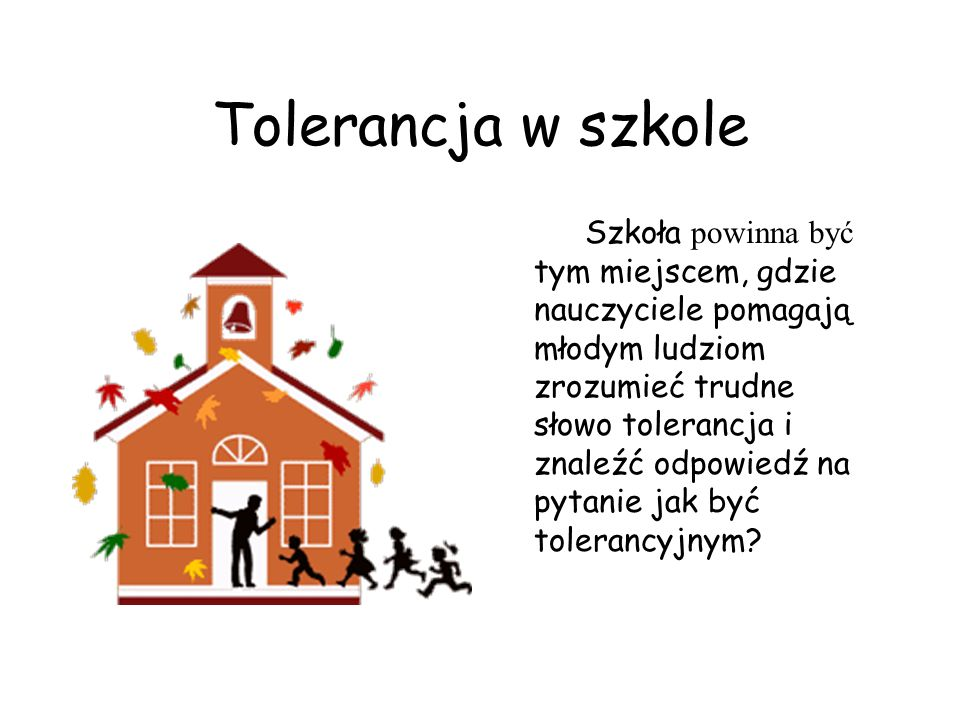 Tolerancja w szkole
Szkoła powinna być
tym miejscem, gdzie
nauczyciele pomagają
młodym ludziom
zrozumieć trudne
słowo tolerancja i
znaleźć odpowiedź na
pytanie jak być
tolerancyjnym?